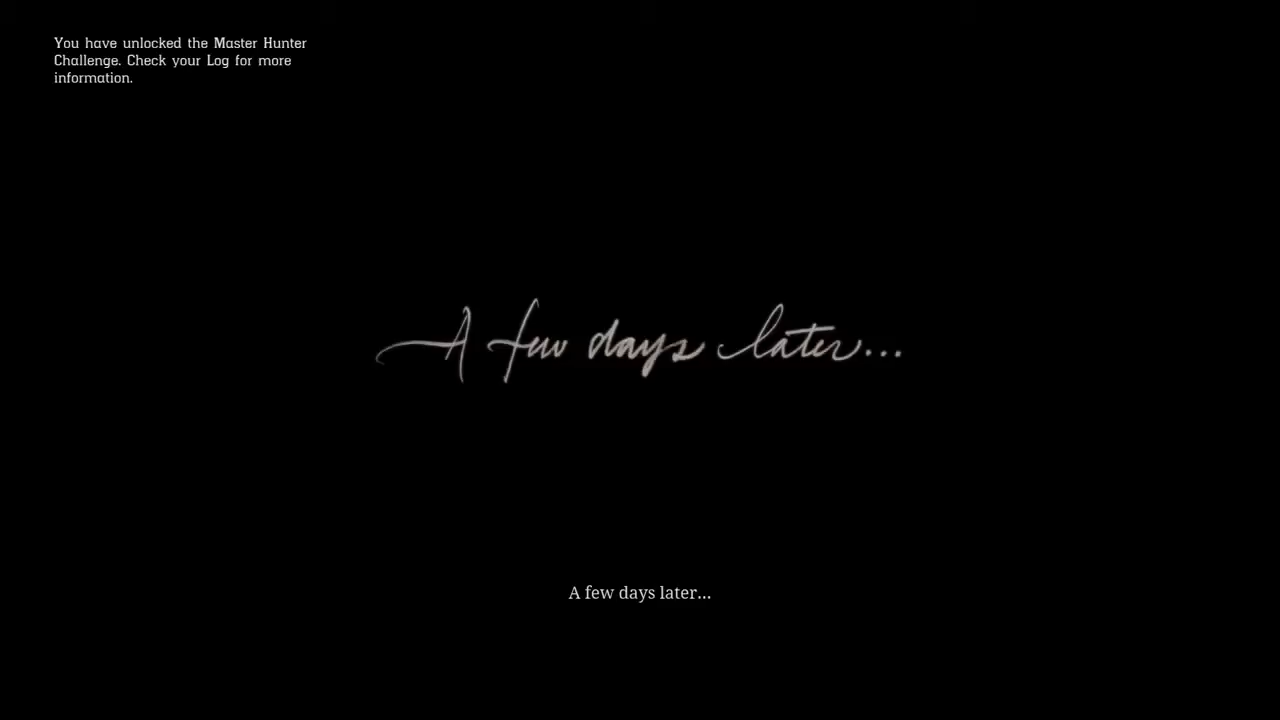 You have unlocked the Master Hunter
Challenge. Check your Log for more
information.
A few days later...
A few days later...